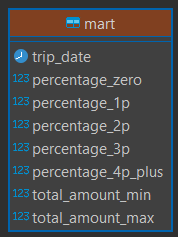 mart
trip_date
123 percentage_zero
123 percentage_1p
123 percentage_2p
123 percentage_3p
123 percentage_4p_plus
123 total_amount_min
123 total_amount_max